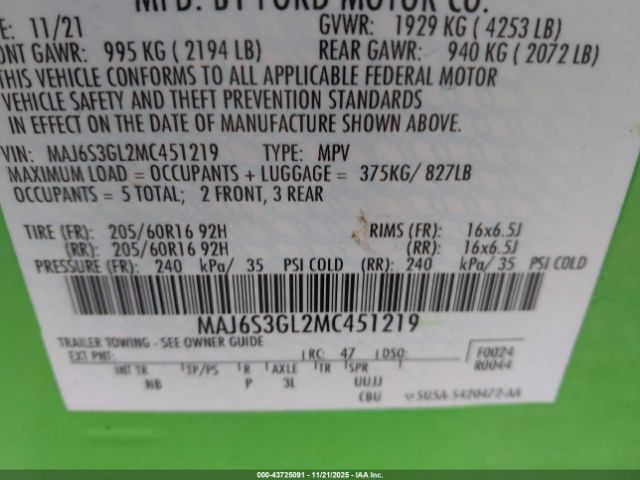 MFD. BY FORD MOTOR CO.
E: 11/21 GVWR: 1929 KG ( 4253 LB)
ONT GAWR: 995 KG ( 2194 LB) REAR GAWR: 940 KG ( 2072 LB)
THIS VEHICLE CONFORMS TO ALL APPLICABLE FEDERAL MOTOR
VEHICLE SAFETY AND THEFT PREVENTION STANDARDS
IN EFFECT ON THE DATE OF MANUFACTURE SHOWN ABOVE.
VIN: MAJ6S3GL2MC451219 TYPE: MPV
MAXIMUM LOAD = OCCUPANTS + LUGGAGE = 375KG/ 827LB
OCCUPANTS = 5 TOTAL; 2 FRONT, 3 REAR
TIRE (FR): 205/60R16 92H RIMS (FR): 16x6.5J
(RR): 205/60R16 92H (RR): 16x6.5J
PRESSURE (FR): 240 kPa/ 35 PSI COLD (RR): 240 kPa/ 35 PSI COLD
MAJ6S3GL2MC451219
TRAILER TOWING - SEE OWNER GUIDE
EXT PNT: RC: 47 DSO: F0024
INT TR TP/PS R AXLE TR SPR R0044
NB P 3L UUJJ
CBU SU5A-5420472-AA
000-43725091 - 11/21/2025 - IAAI.COM